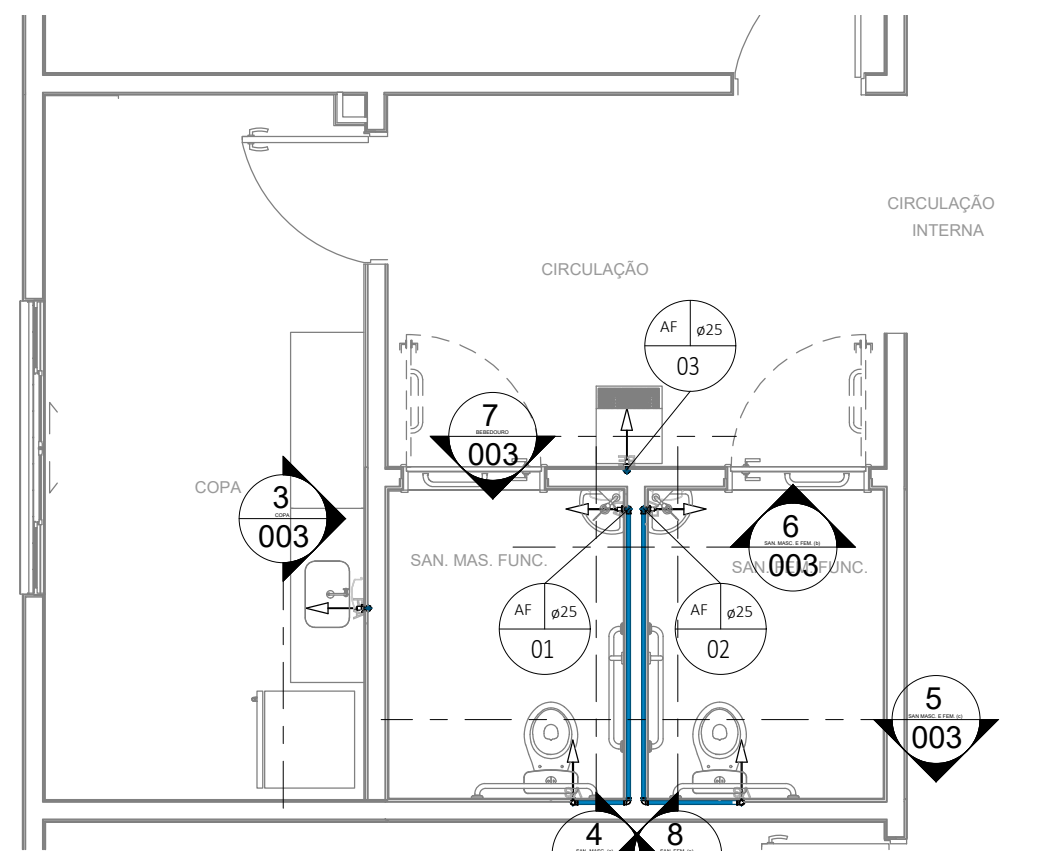 CIRCULAÇÃO
INTERNA
CIRCULAÇÃO
AF ø25
03
7
BEBEDOURO
003
COPA
3
COPA
003
6
SAN. MASC. E FEM. (b)
003
SAN. MAS. FUNC.
SAN. FEM. FUNC.
AF ø25
01
AF ø25
02
5
SAN MASC. E FEM. (c)
003
4
8